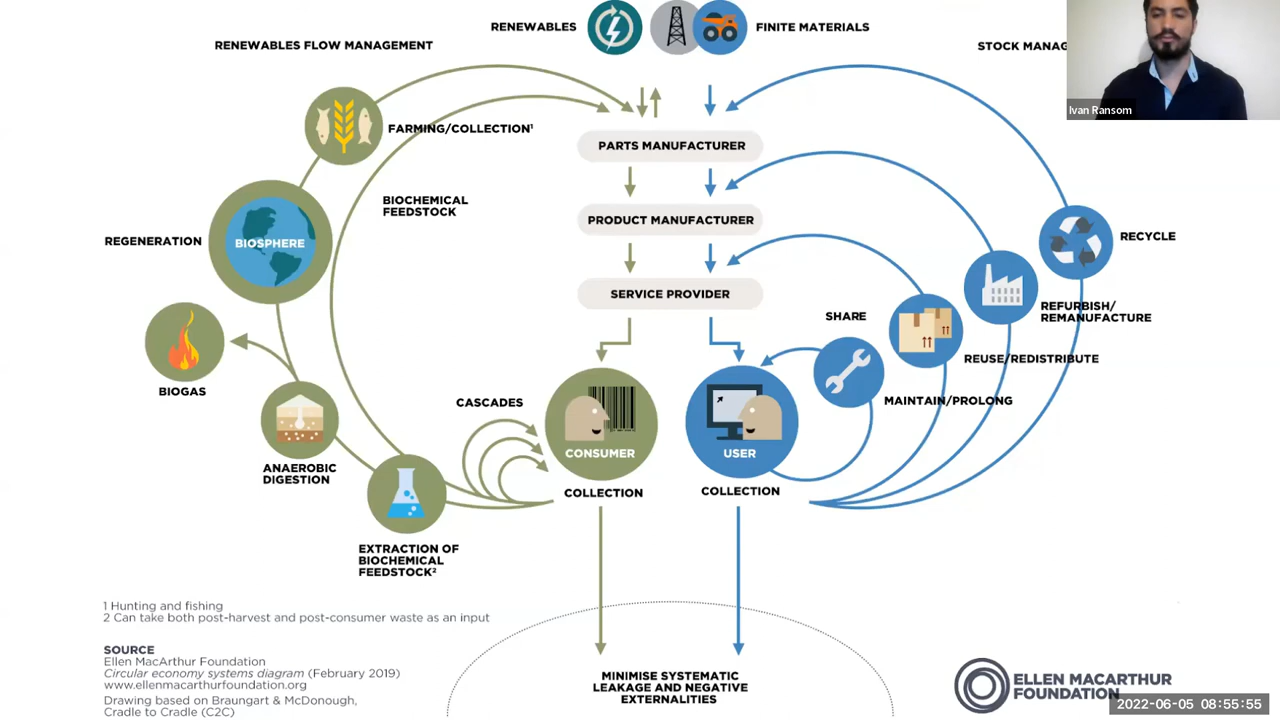 RENEWABLES
FINITE MATERIALS
RENEWABLES FLOW MANAGEMENT
Ivan Ransom
FARMING/COLLECTION¹
PARTS MANUFACTURER
BIOCHEMICAL
FEEDSTOCK
PRODUCT MANUFACTURER
REGENERATION
BIOSPHERE
RECYCLE
SERVICE PROVIDER
SHARE
REFURBISH/
REMANUFACTURE
REUSE/REDISTRIBUTE
BIOGAS
CASCADES
MAINTAIN/PROLONG
CONSUMER
USER
ANAEROBIC
DIGESTION
COLLECTION
COLLECTION
EXTRACTION OF
BIOCHEMICAL
FEEDSTOCK²
1 Hunting and fishing
2 Can take both post-harvest and post-consumer waste as an input
SOURCE
Ellen MacArthur Foundation
Circular economy systems diagram (February 2019)
www.ellenmacarthurfoundation.org
Drawing based on Braungart & McDonough,
Cradle to Cradle (C2C)
MINIMISE SYSTEMATIC
LEAKAGE AND NEGATIVE
EXTERNALITIES
ELLEN MACARTHUR
FOUNDATION
2022-06-05 08:55:55
STOCK